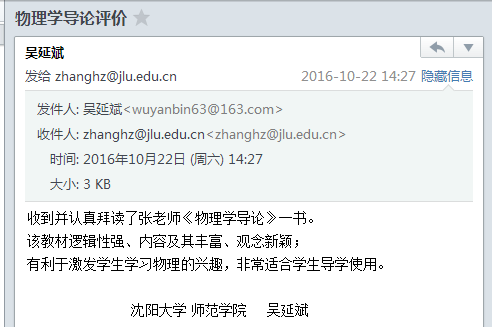 物理学导论评价
吴延斌
发给 zhanghz@jlu.edu.cn 2016-10-22 14:27 隐藏信息
发件人: 吴延斌<wuyanbin63@163.com>
收件人: zhanghz@jlu.edu.cn<zhanghz@jlu.edu.cn>
时间: 2016年10月22日 (周六) 14:27
大小: 3 KB
收到并认真拜读了张老师《物理学导论》一书。
该教材逻辑性强、内容及其丰富、观念新颖；
有利于激发学生学习物理的兴趣，非常适合学生导学使用。
沈阳大学 师范学院 吴延斌